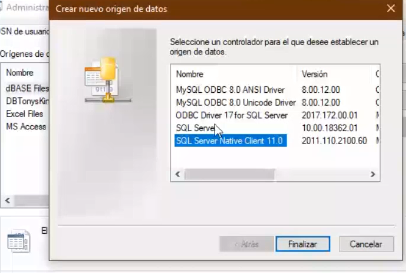 Administra
Crear nuevo origen de datos
SN de usuario
Orígenes de d
Nombre
dBASE Files
DBTonysKin
Excel Files
MS Access
Seleccione un controlador para el que desee establecer un
origen de datos.
Nombre Versión
MySQL ODBC 8.0 ANSI Driver 8.00.12.00
MySQL ODBC 8.0 Unicode Driver 8.00.12.00
ODBC Driver 17 for SQL Server 2017.172.00.01
SQL Server 10.00.18362.01
SQL Server Native Client 11.0 2011.110.2100.60
< Atrás Finalizar Cancelar